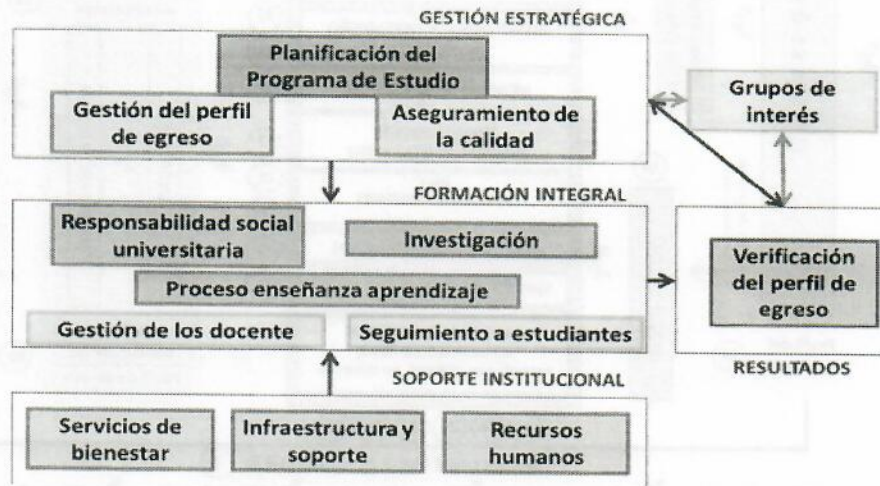 GESTIÓN ESTRATÉGICA
Planificación del
Programa de Estudio
Gestión del perfil
de egreso
Aseguramiento de
la calidad
Grupos de
interés
FORMACIÓN INTEGRAL
Responsabilidad social
universitaria
Investigación
Proceso enseñanza aprendizaje
Gestión de los docente
Seguimiento a estudiantes
Verificación
del perfil de
egreso
RESULTADOS
SOPORTE INSTITUCIONAL
Servicios de
bienestar
Infraestructura y
soporte
Recursos
humanos